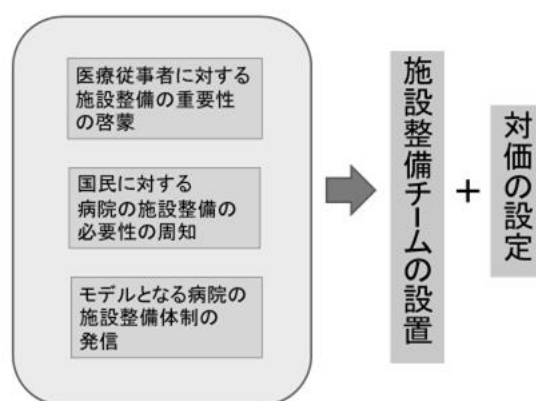 医療従事者に対する
施設整備の重要性
の啓蒙
国民に対する
病院の施設整備の
必要性の周知
モデルとなる病院の
施設整備体制の
発信
施設整備チームの設置
+
対価の設定